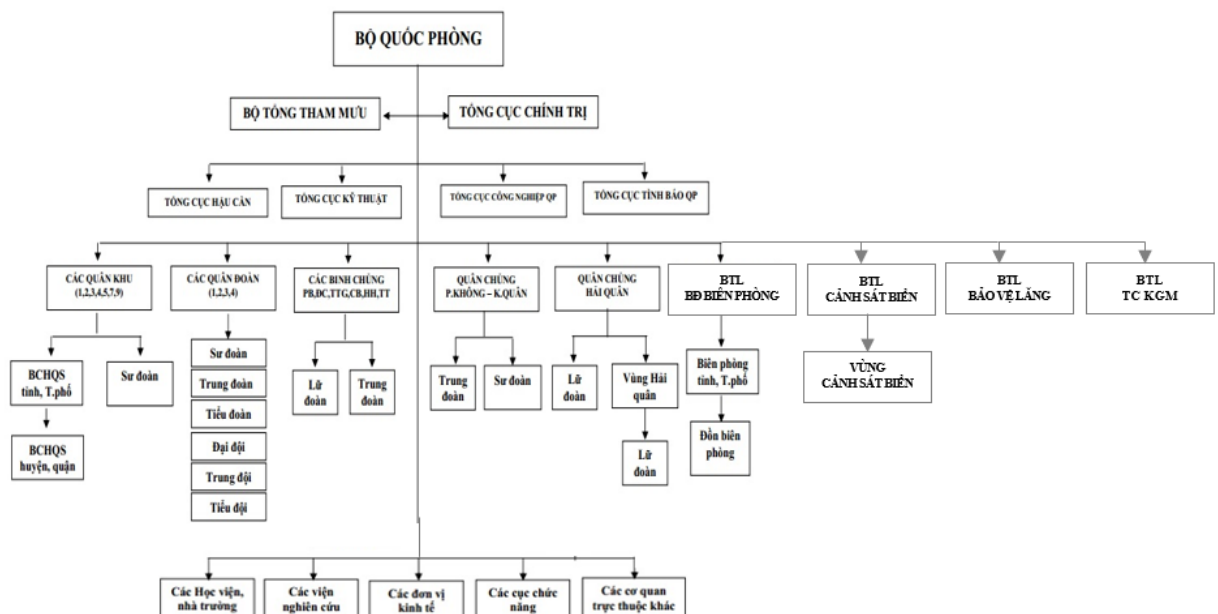 BỘ QUỐC PHÒNG
BỘ TỔNG THAM MƯU
TỔNG CỤC CHÍNH TRỊ
TỔNG CỤC HẬU CẦN
TỔNG CỤC KỸ THUẬT
TỔNG CỤC CÔNG NGHIỆP QP
TỔNG CỤC TÌNH BÁO QP
CÁC QUÂN KHU
(1,2,3,4,5,7,9)
CÁC QUÂN ĐOÀN
(1,2,3,4)
CÁC BINH CHỦNG
PB,ĐC,TTG,CB,HH,TT
QUÂN CHỦNG
P.KHÔNG – K.QUÂN
QUÂN CHỦNG
HẢI QUÂN
BTL
BĐ BIÊN PHÒNG
BTL
CẢNH SÁT BIỂN
BTL
BẢO VỆ LĂNG
BTL
TC KGM
BCHQS
tỉnh, T.phố
Sư đoàn
BCHQS
huyện, quận
Sư đoàn
Trung đoàn
Tiểu đoàn
Đại đội
Trung đội
Tiểu đội
Lữ
đoàn
Trung
đoàn
Trung
đoàn
Sư đoàn
Lữ
đoàn
Vùng Hải
quân
Lữ
đoàn
Biên phòng
tỉnh, T.phố
Đồn biên
phòng
VÙNG
CẢNH SÁT BIỂN
Các Học viện,
nhà trường
Các viện
nghiên cứu
Các đơn vị
kinh tế
Các cục chức
năng
Các cơ quan
trực thuộc khác